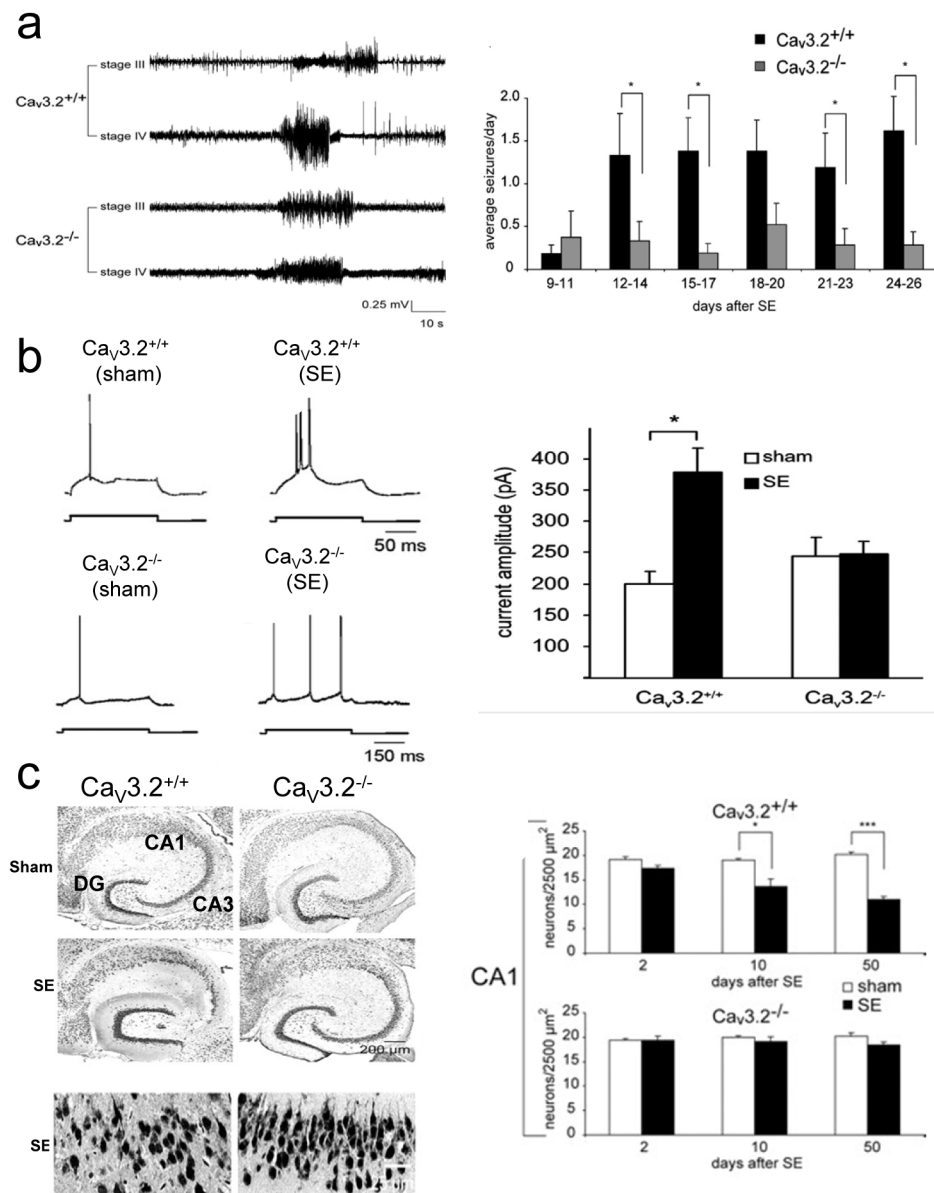 a
Caᵥ3.2⁺/⁺
stage III
stage IV
Caᵥ3.2⁻/⁻
stage III
stage IV
0.25 mV
10 s
Caᵥ3.2⁺/⁺
Caᵥ3.2⁻/⁻
average seizures/day
2.0
1.5
1.0
0.5
0
* * * *
9-11 12-14 15-17 18-20 21-23 24-26
days after SE
b
Caᵥ3.2⁺/⁺
(sham)
Caᵥ3.2⁺/⁺
(SE)
50 ms
Caᵥ3.2⁻/⁻
(sham)
Caᵥ3.2⁻/⁻
(SE)
150 ms
current amplitude (pA)
400
350
300
250
200
150
100
*
sham
SE
Caᵥ3.2⁺/⁺ Caᵥ3.2⁻/⁻
c
Caᵥ3.2⁺/⁺ Caᵥ3.2⁻/⁻
Sham
CA1
DG
CA3
SE
200 µm
SE
CA1
Caᵥ3.2⁺/⁺
neurons/2500 µm²
25
20
15
10
5
0
* ***
2 10 50
days after SE
sham
SE
Caᵥ3.2⁻/⁻
neurons/2500 µm²
25
20
15
10
5
0
2 10 50
days after SE